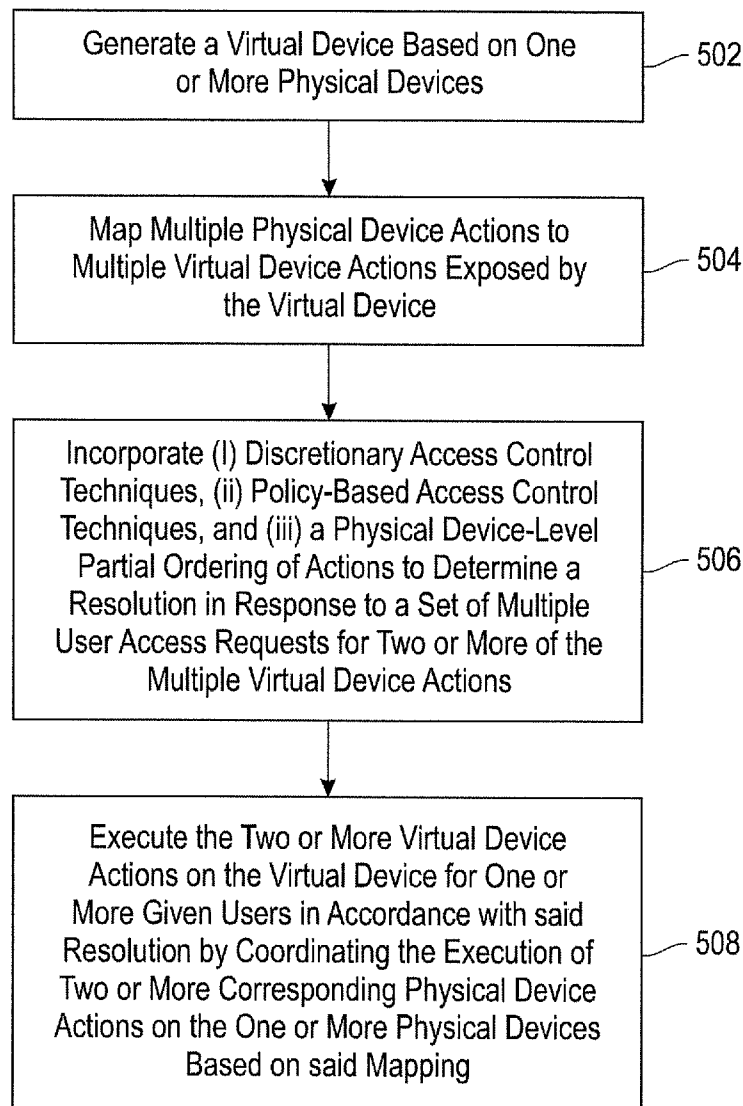 Generate a Virtual Device Based on One
or More Physical Devices
502
Map Multiple Physical Device Actions to
Multiple Virtual Device Actions Exposed by
the Virtual Device
504
Incorporate (I) Discretionary Access Control
Techniques, (ii) Policy-Based Access Control
Techniques, and (iii) a Physical Device-Level
Partial Ordering of Actions to Determine a
Resolution in Response to a Set of Multiple
User Access Requests for Two or More of the
Multiple Virtual Device Actions
506
Execute the Two or More Virtual Device
Actions on the Virtual Device for One or
More Given Users in Accordance with said
Resolution by Coordinating the Execution of
Two or More Corresponding Physical Device
Actions on the One or More Physical Devices
Based on said Mapping
508